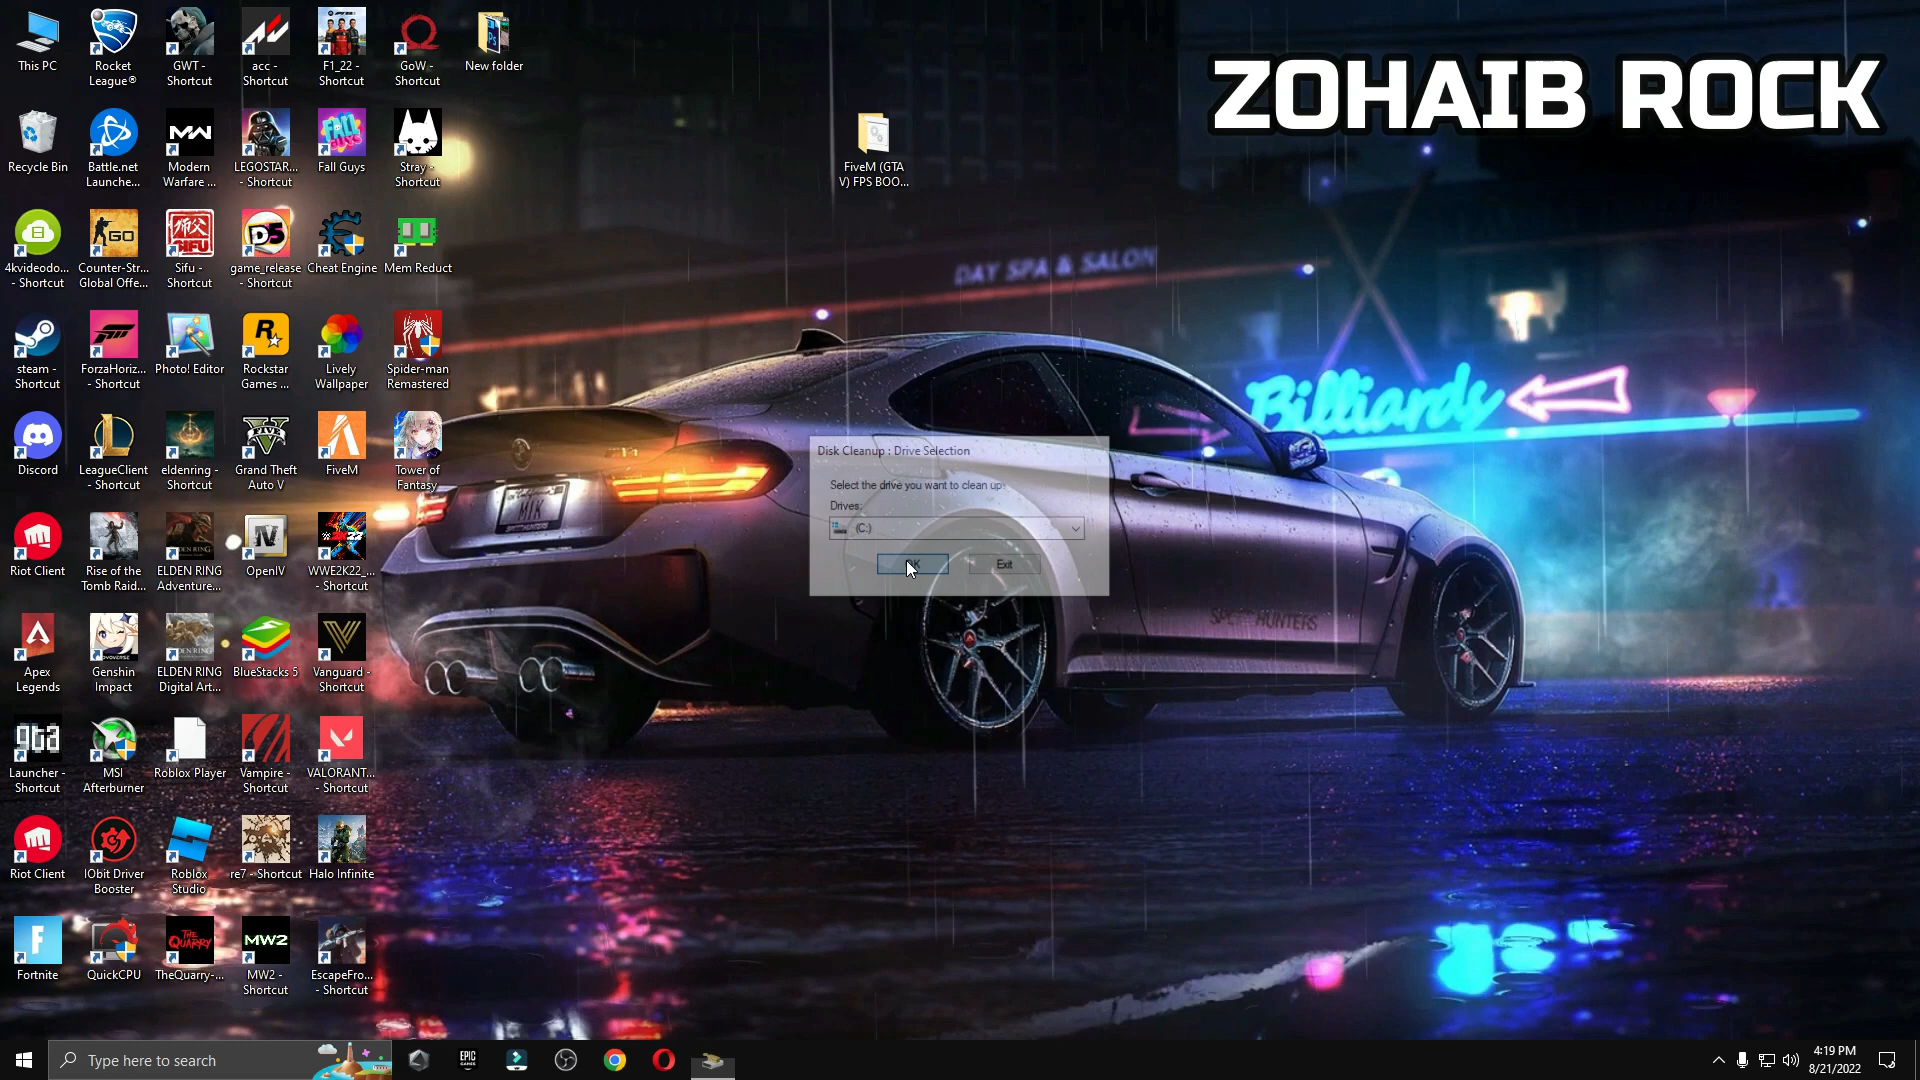 This PC
Rocket
League®
GWT -
Shortcut
acc -
Shortcut
F1_22 -
Shortcut
GoW -
Shortcut
New folder
ZOHAIB ROCK
Recycle Bin
Battle.net
Launche...
Modern
Warfare ...
LEGOSTAR...
- Shortcut
Fall Guys
Stray -
Shortcut
FiveM (GTA
V) FPS BOO...
4kvideodo...
- Shortcut
Counter-Str...
Global Offe...
Sifu -
Shortcut
game_release
- Shortcut
Cheat Engine
Mem Reduct
DAY SPA & SALON
steam -
Shortcut
ForzaHoriz...
- Shortcut
Photo! Editor
Rockstar
Games ...
Lively
Wallpaper
Spider-man
Remastered
Billiards
Discord
LeagueClient
- Shortcut
eldenring -
Shortcut
Grand Theft
Auto V
FiveM
Tower of
Fantasy
Disk Cleanup : Drive Selection
Select the drive you want to clean up:
Drives:
(C:)
Exit
Riot Client
Rise of the
Tomb Raid...
ELDEN RING
Adventure...
OpenIV
WWE2K22_...
- Shortcut
SPEEDHUNTERS
Apex
Legends
Genshin
Impact
ELDEN RING
Digital Art...
BlueStacks 5
Vanguard -
Shortcut
Launcher -
Shortcut
MSI
Afterburner
Roblox Player
Vampire -
Shortcut
VALORANT...
- Shortcut
Riot Client
IObit Driver
Booster
Roblox
Studio
re7 - Shortcut
Halo Infinite
Fortnite
QuickCPU
TheQuarry-...
MW2 -
Shortcut
EscapeFro...
- Shortcut
Type here to search
4:19 PM
8/21/2022